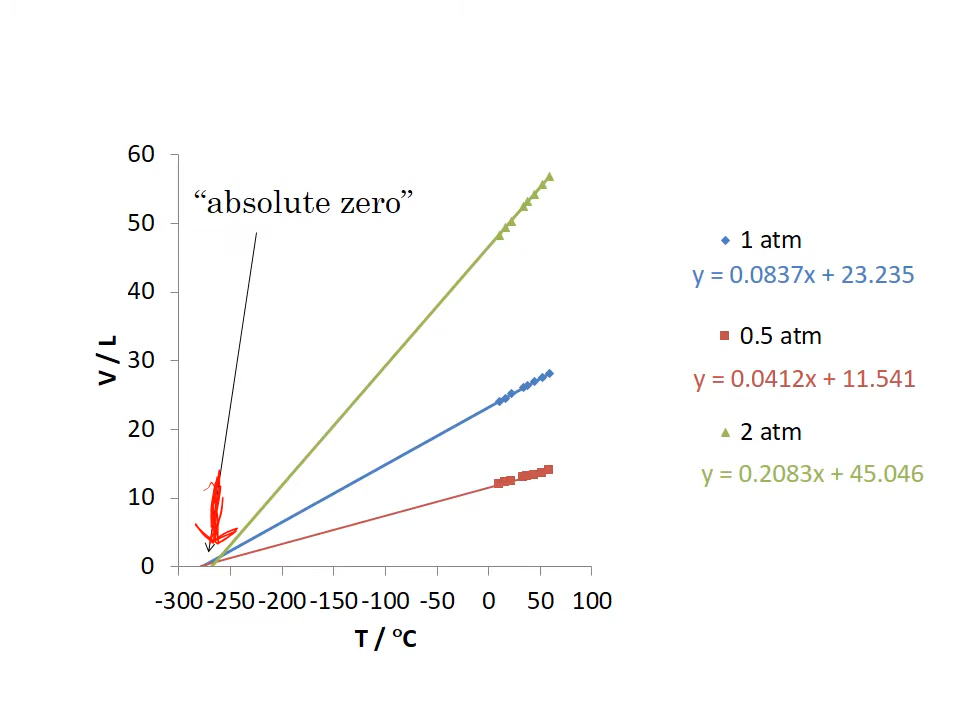 60
“absolute zero”
50
40
30
20
10
0
V / L
-300 -250 -200 -150 -100 -50 0 50 100
T / °C
1 atm
y = 0.0837x + 23.235
0.5 atm
y = 0.0412x + 11.541
2 atm
y = 0.2083x + 45.046